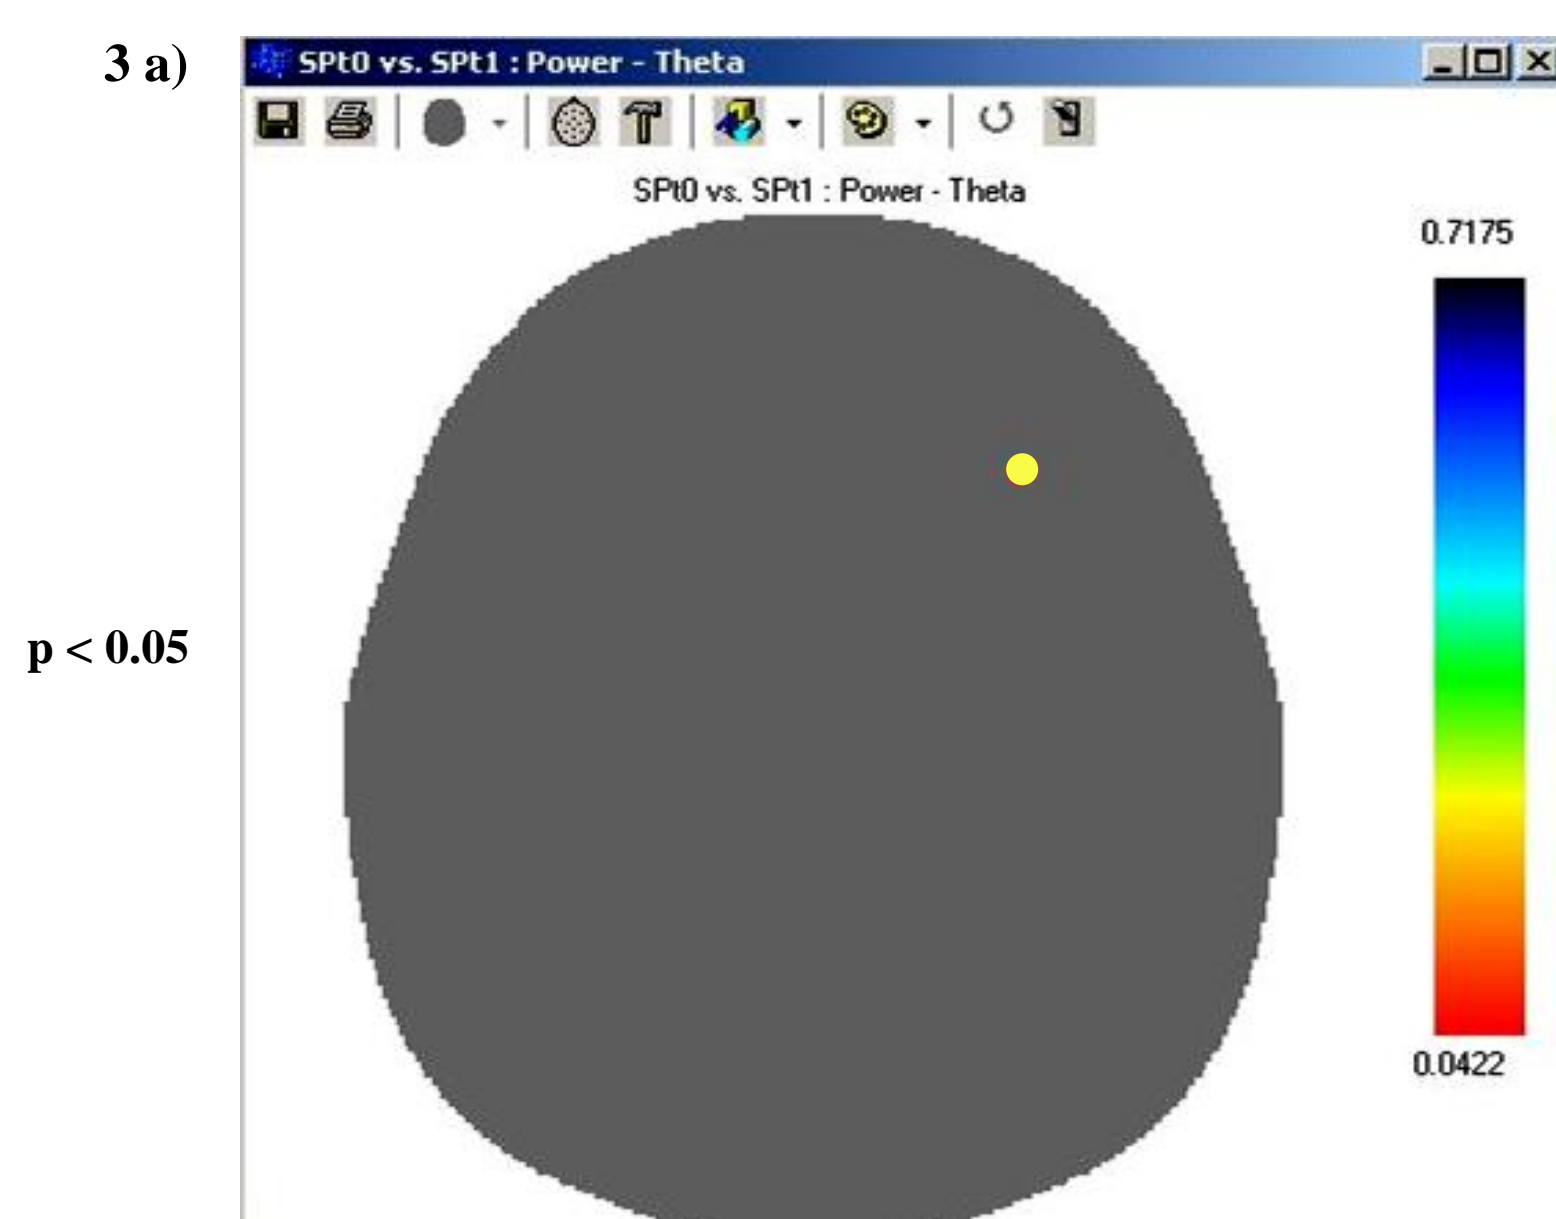 3 a)
SPt0 vs. SPt1 : Power - Theta
SPt0 vs. SPt1 : Power - Theta
0.7175
p < 0.05
0.0422